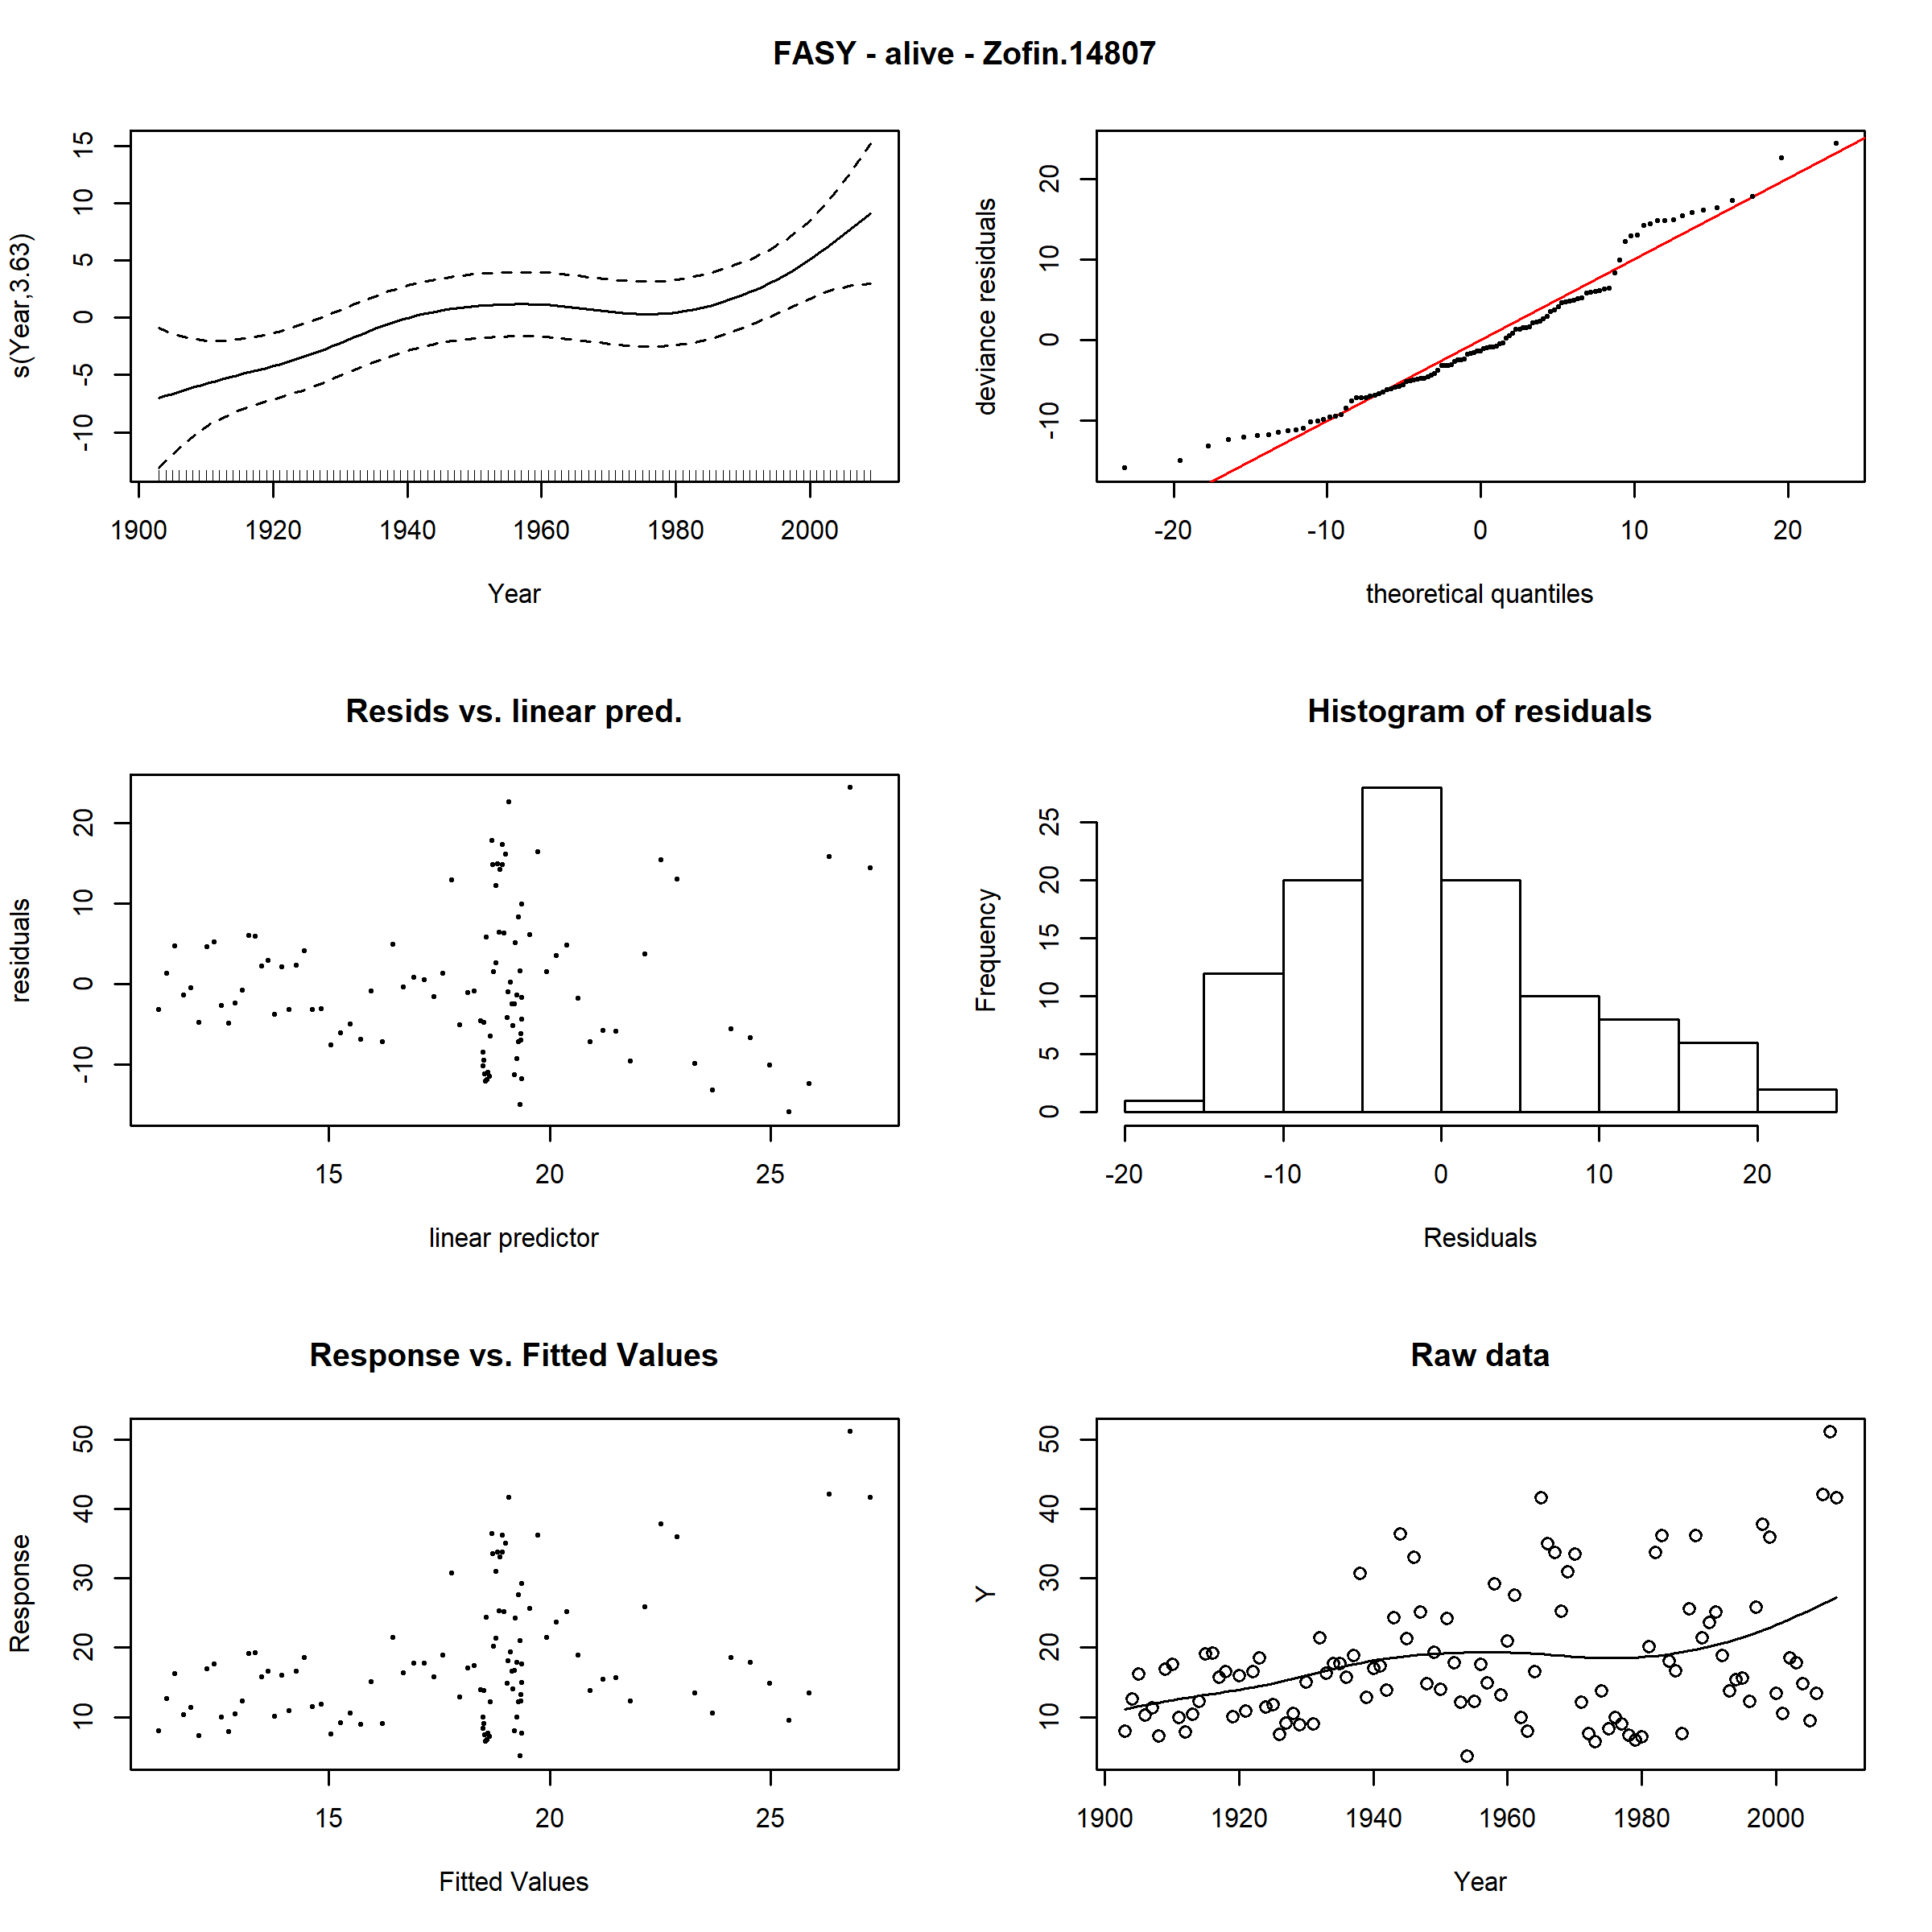 FASY - alive - Zofin.14807
s(Year,3.63)
-10 -5 0 5 10 15
1900 1920 1940 1960 1980 2000
Year
deviance residuals
-10 0 10 20
-20 -10 0 10 20
theoretical quantiles
Resids vs. linear pred.
residuals
-10 0 10 20
15 20 25
linear predictor
Histogram of residuals
Frequency
0 5 10 15 20 25
-20 -10 0 10 20
Residuals
Response vs. Fitted Values
Response
10 20 30 40 50
15 20 25
Fitted Values
Raw data
Y
10 20 30 40 50
1900 1920 1940 1960 1980 2000
Year